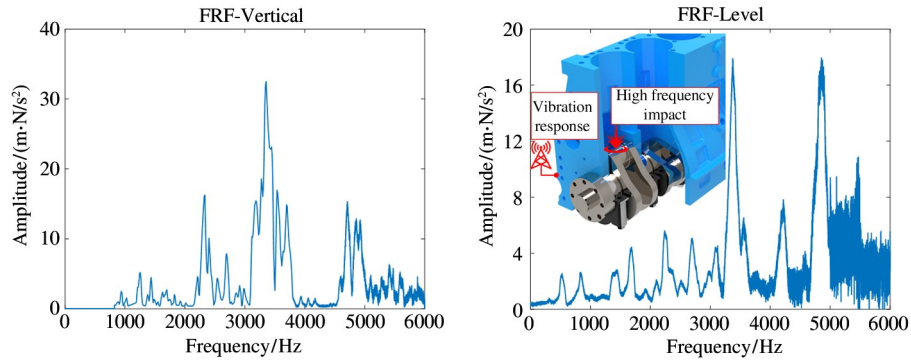 FRF-Vertical
40
30
20
10
0
Amplitude/(m·N/s²)
0 1000 2000 3000 4000 5000 6000
Frequency/Hz
FRF-Level
20
16
12
8
4
0
Amplitude/(m·N/s²)
Vibration
response
High frequency
impact
0 1000 2000 3000 4000 5000 6000
Frequency/Hz